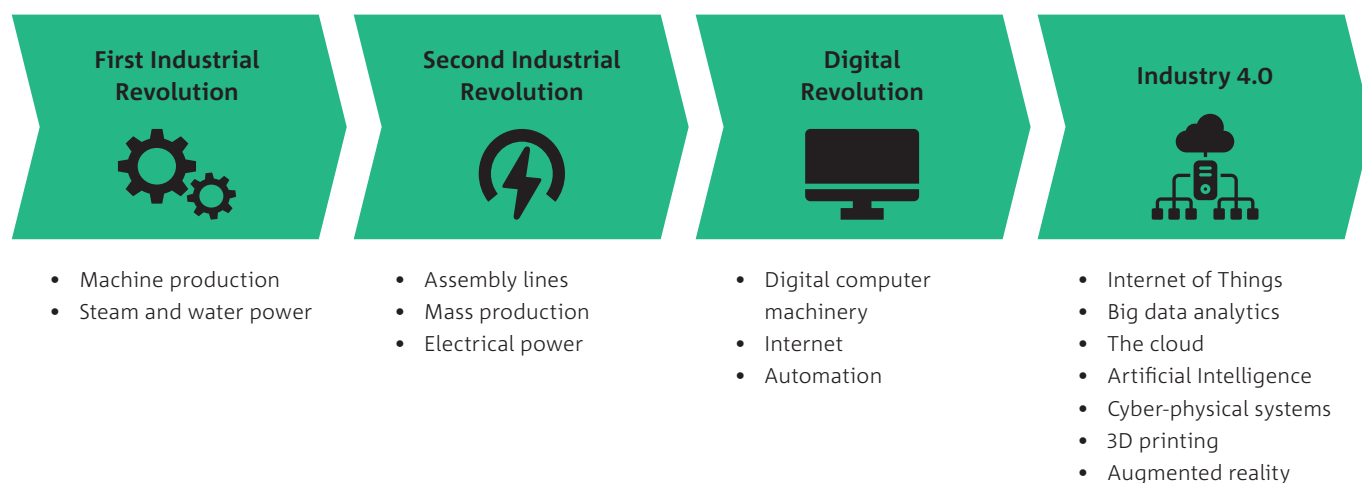 First Industrial
Revolution
Second Industrial
Revolution
Digital
Revolution
Industry 4.0
• Machine production
• Steam and water power
• Assembly lines
• Mass production
• Electrical power
• Digital computer
machinery
• Internet
• Automation
• Internet of Things
• Big data analytics
• The cloud
• Artificial Intelligence
• Cyber-physical systems
• 3D printing
• Augmented reality